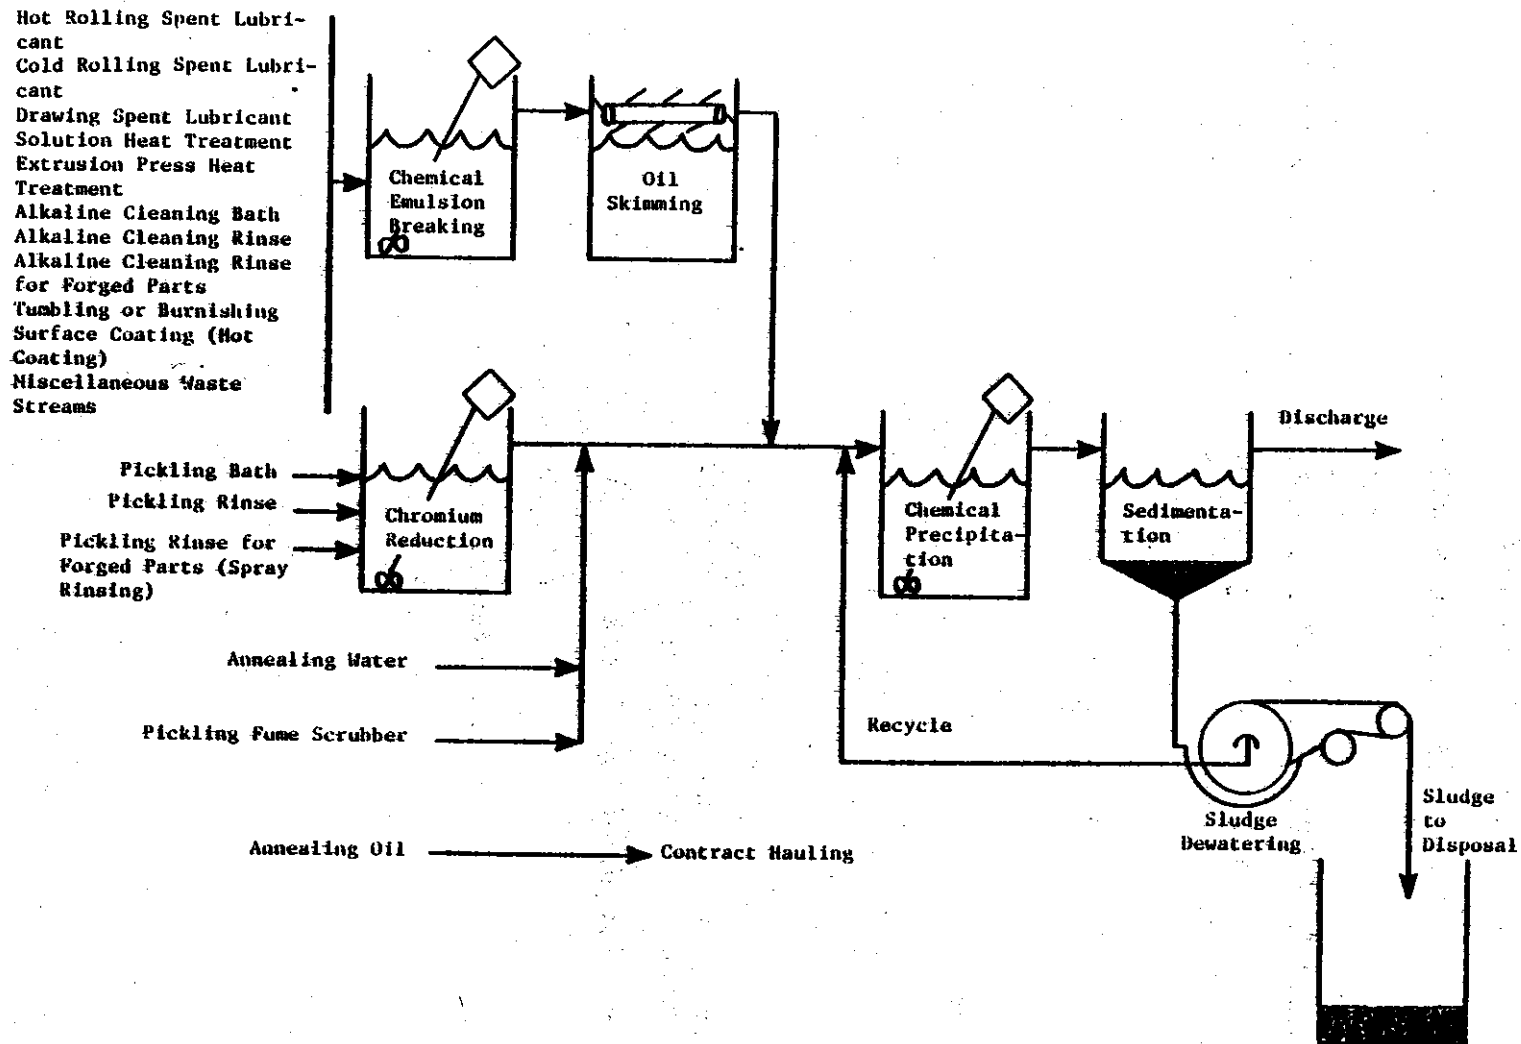 Hot Rolling Spent Lubri-
cant
Cold Rolling Spent Lubri-
cant
Drawing Spent Lubricant
Solution Heat Treatment
Extrusion Press Heat
Treatment
Alkaline Cleaning Bath
Alkaline Cleaning Rinse
Alkaline Cleaning Rinse
for Forged Parts
Tumbling or Burnishing
Surface Coating (Hot
Coating)
Miscellaneous Waste
Streams
Chemical
Emulsion
Breaking
Oil
Skimming
Pickling Bath
Pickling Rinse
Pickling Rinse for
Forged Parts (Spray
Rinsing)
Chromium
Reduction
Chemical
Precipita-
tion
Sedimenta-
tion
Discharge
Annealing Water
Pickling Fume Scrubber
Recycle
Annealing Oil
Contract Hauling
Sludge
Dewatering
Sludge
to
Disposal